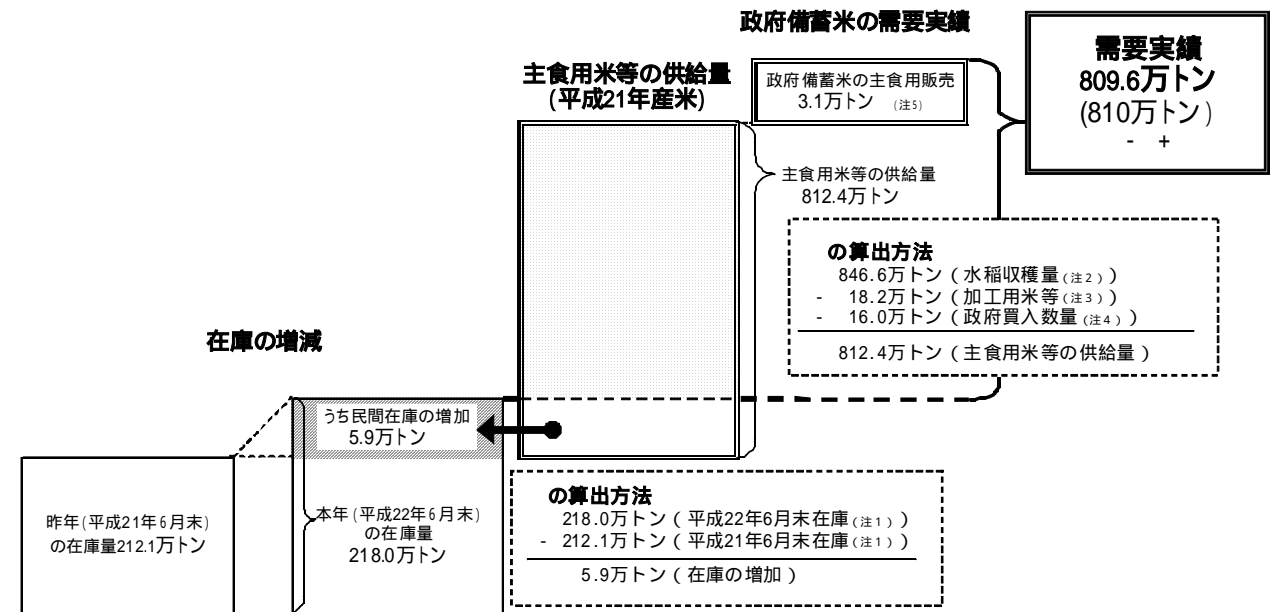 政府備蓄米の需要実績
需要実績
809.6万トン
(810万トン)
- +
主食用米等の供給量
(平成21年産米)
政府備蓄米の主食用販売
3.1万トン (注5)
主食用米等の供給量
812.4万トン
の算出方法
846.6万トン(水稲収穫量(注2))
- 18.2万トン(加工用米等(注3))
- 16.0万トン(政府買入数量(注4))
812.4万トン(主食用米等の供給量)
在庫の増減
うち民間在庫の増加
5.9万トン
昨年(平成21年6月末)
の在庫量212.1万トン
本年(平成22年6月末)
の在庫量
218.0万トン
の算出方法
218.0万トン(平成22年6月末在庫(注1))
- 212.1万トン(平成21年6月末在庫(注1))
5.9万トン(在庫の増加)